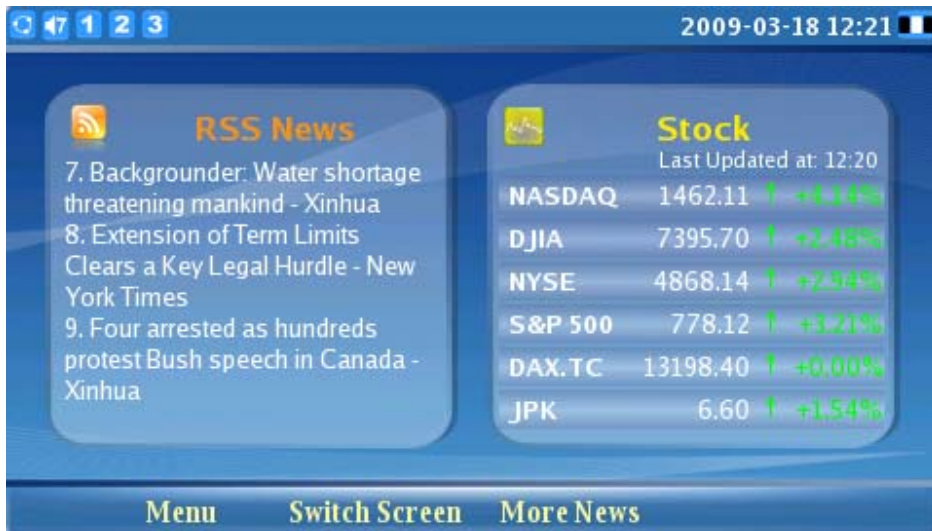 7 1 2 3 2009-03-18 12:21
RSS News
7. Backgrounder: Water shortage
threatening mankind - Xinhua
8. Extension of Term Limits
Clears a Key Legal Hurdle - New
York Times
9. Four arrested as hundreds
protest Bush speech in Canada -
Xinhua
Stock
Last Updated at: 12:20
NASDAQ 1462.11 ↑ +4.14%
DJIA 7395.70 ↑ +2.48%
NYSE 4868.14 ↑ +2.94%
S&P 500 778.12 ↑ +3.21%
DAX.TC 13198.40 ↑ +0.00%
JPK 6.60 ↑ +1.54%
Menu Switch Screen More News